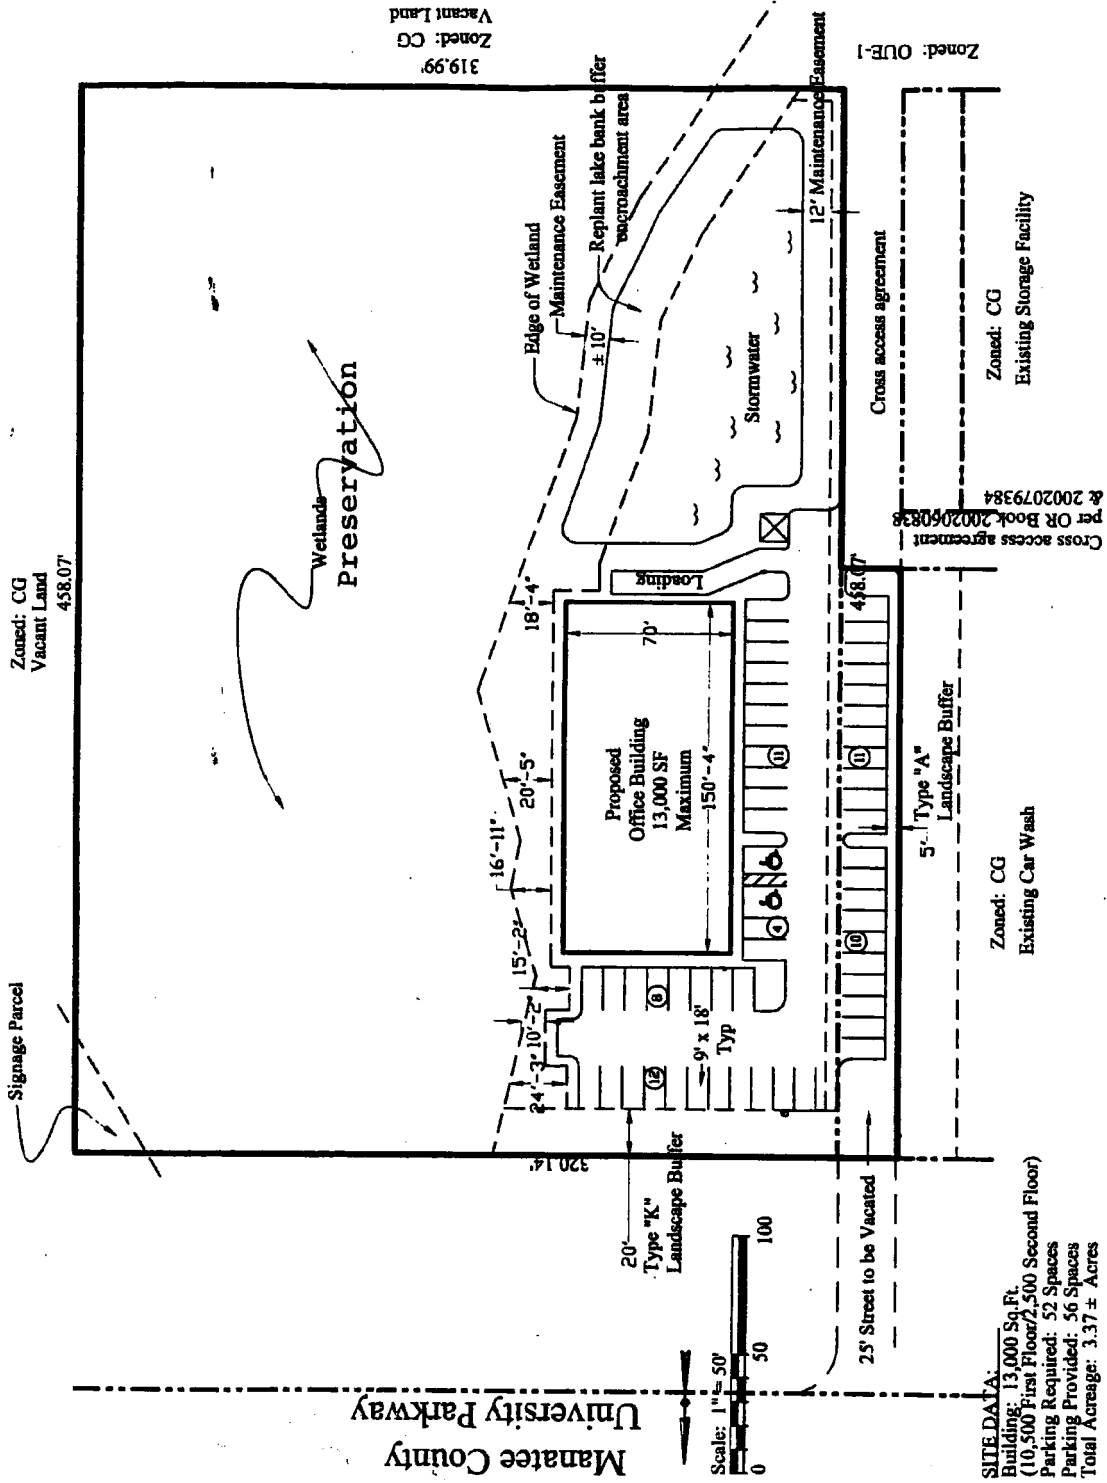 Zoned: CG
Vacant Land
319.99'
Zoned: CG
Vacant Land
458.07'
Zoned: OUE-1
Signage Parcel
Wetlands
Preservation
Edge of Wetland
Maintenance Easement
Replant lake bank buffer
encroachment area
± 10'
12' Maintenance Easement
Stormwater
Cross access agreement
Zoned: CG
Existing Storage Facility
Cross access agreement
per OR Book 2002060838
& 2002079384
458.07'
Loading
18'-4"
20'-5"
16'-11"
15'-2"
10'-2"
24'-3"
70'
Proposed
Office Building
13,000 SF
Maximum
150'-4"
11
11
4
10
8
12
9' x 18'
Typ
5'
Type "A"
Landscape Buffer
Zoned: CG
Existing Car Wash
320.14'
20'
Type "K"
Landscape Buffer
25' Street to be Vacated
Manatee County
University Parkway
Scale: 1" = 50'
0
50
100
SITE DATA:
Building: 13,000 Sq.Ft.
(10,500 First Floor/2,500 Second Floor)
Parking Required: 52 Spaces
Parking Provided: 56 Spaces
Total Acreage: 3.37 ± Acres